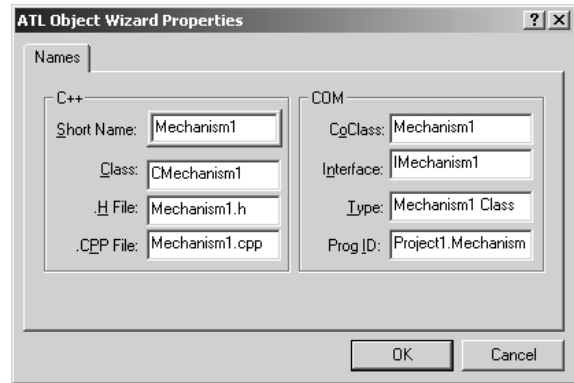 ATL Object Wizard Properties
Names
C++
Short Name: Mechanism1
Class: CMechanism1
.H File: Mechanism1.h
.CPP File: Mechanism1.cpp
COM
CoClass: Mechanism1
Interface: IMechanism1
Type: Mechanism1 Class
Prog ID: Project1.Mechanism
OK Cancel